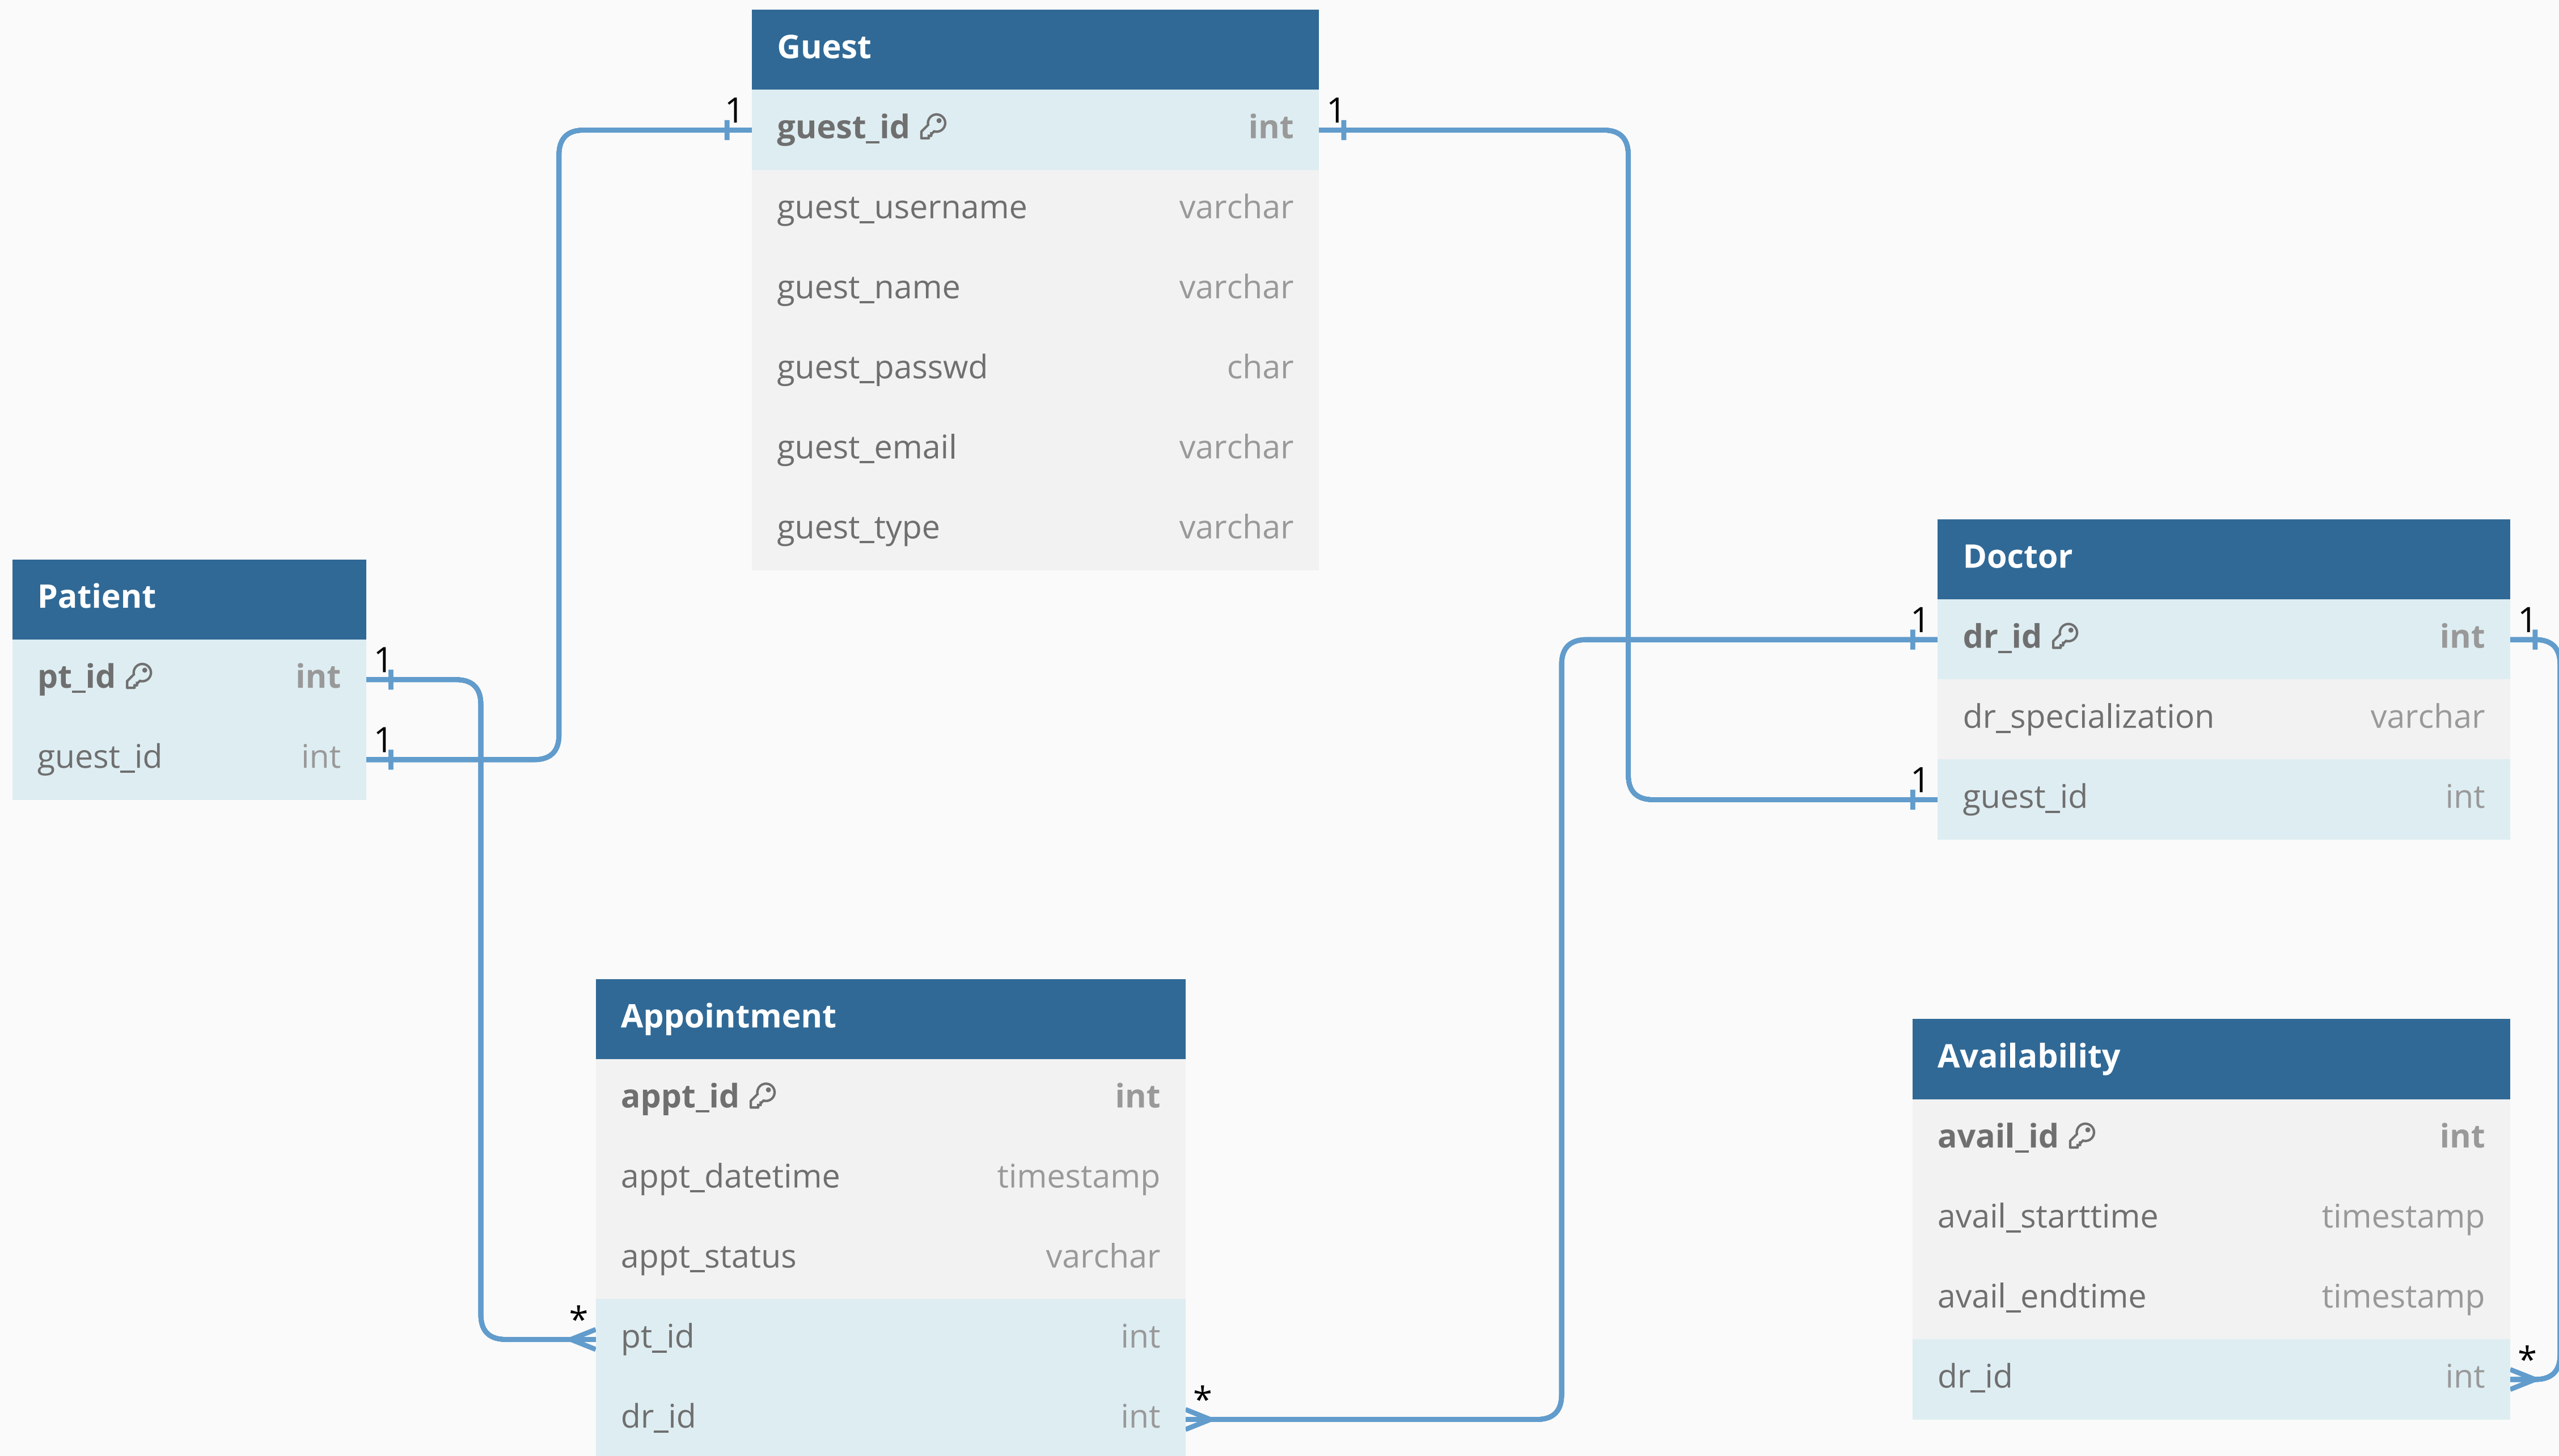 Guest
1 guest_id int 1
guest_username varchar
guest_name varchar
guest_passwd char
guest_email varchar
guest_type varchar
Patient
pt_id int 1
guest_id int 1
Doctor
1 dr_id int 1
dr_specialization varchar
1 guest_id int
Appointment
appt_id int
appt_datetime timestamp
appt_status varchar
* pt_id int
dr_id int *
Availability
avail_id int
avail_starttime timestamp
avail_endtime timestamp
dr_id int *